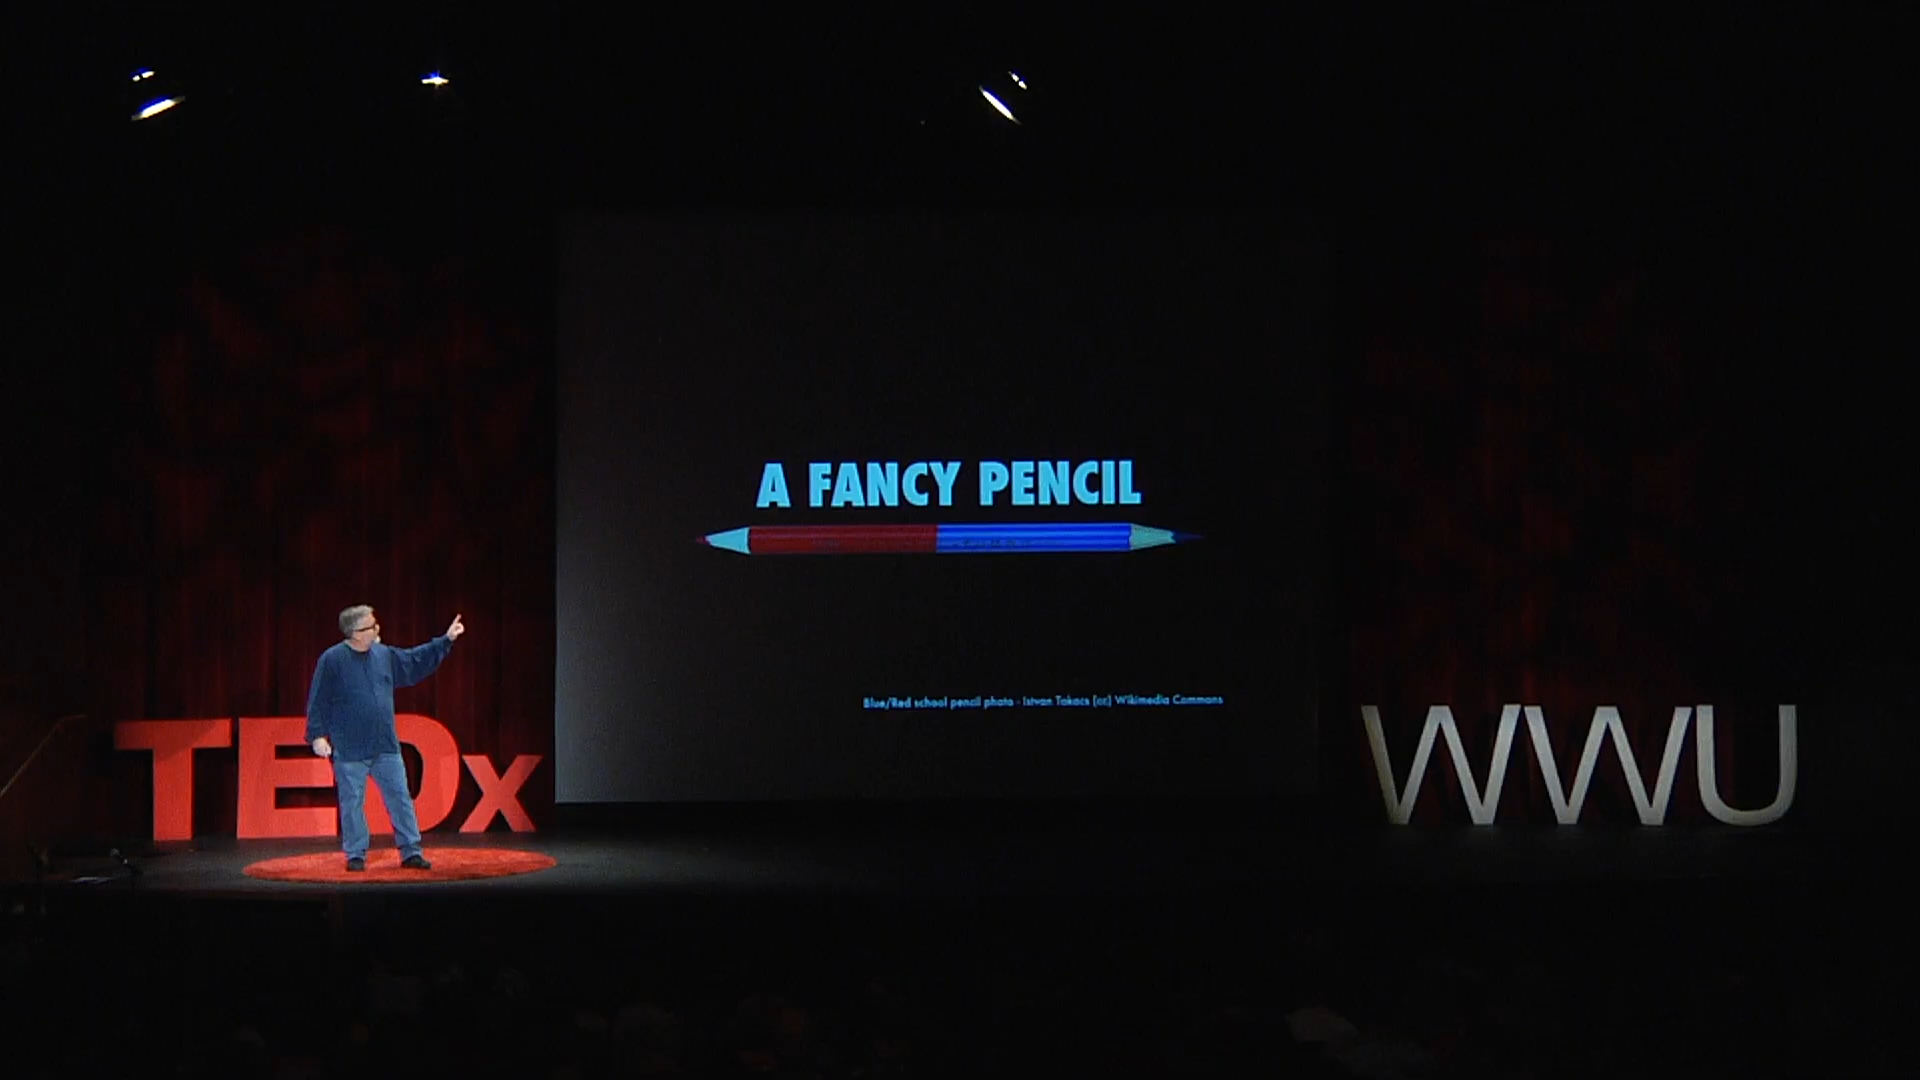 A FANCY PENCIL
Blue/Red school pencil photo - Istvan Takacs (cc) Wikimedia Commons
TEDx
WWU